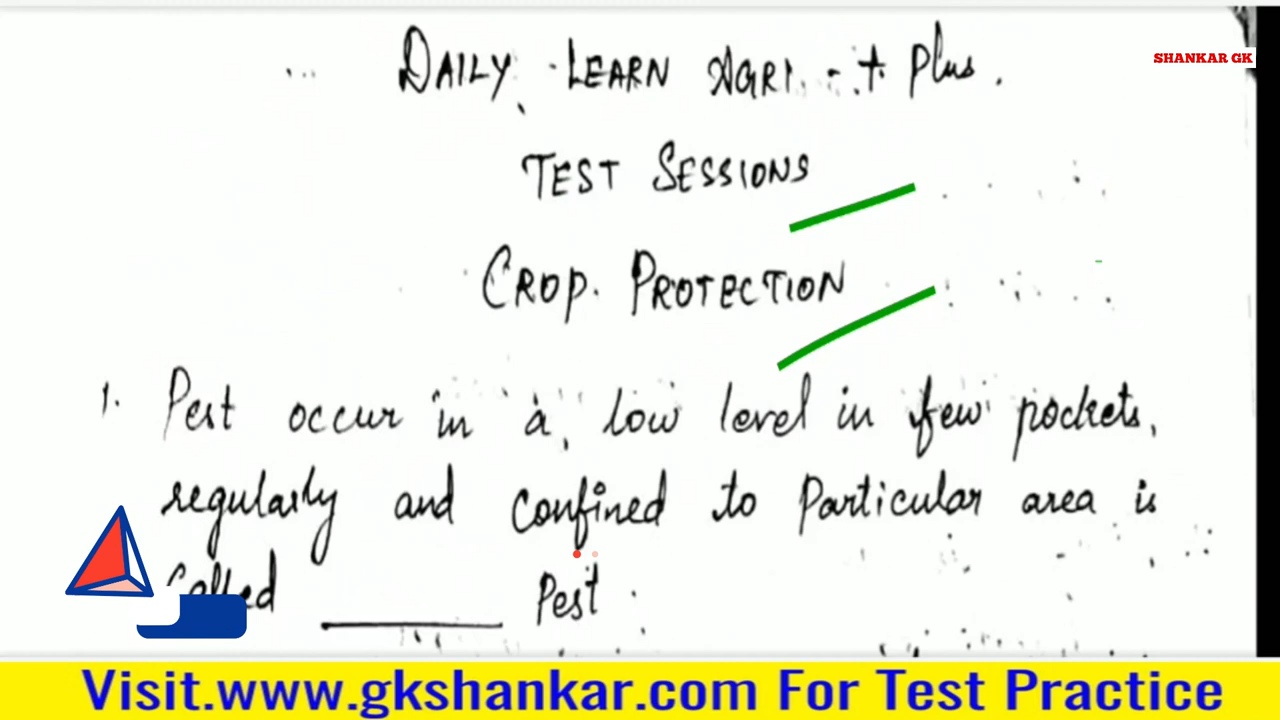 SHANKAR GK
DAILY LEARN AGRI - + Plus.
TEST SESSIONS
CROP. PROTECTION
1. Pest occur in a low level in few pockets,
regularly and confined to Particular area is
Called ________ Pest.
Visit.www.gkshankar.com For Test Practice